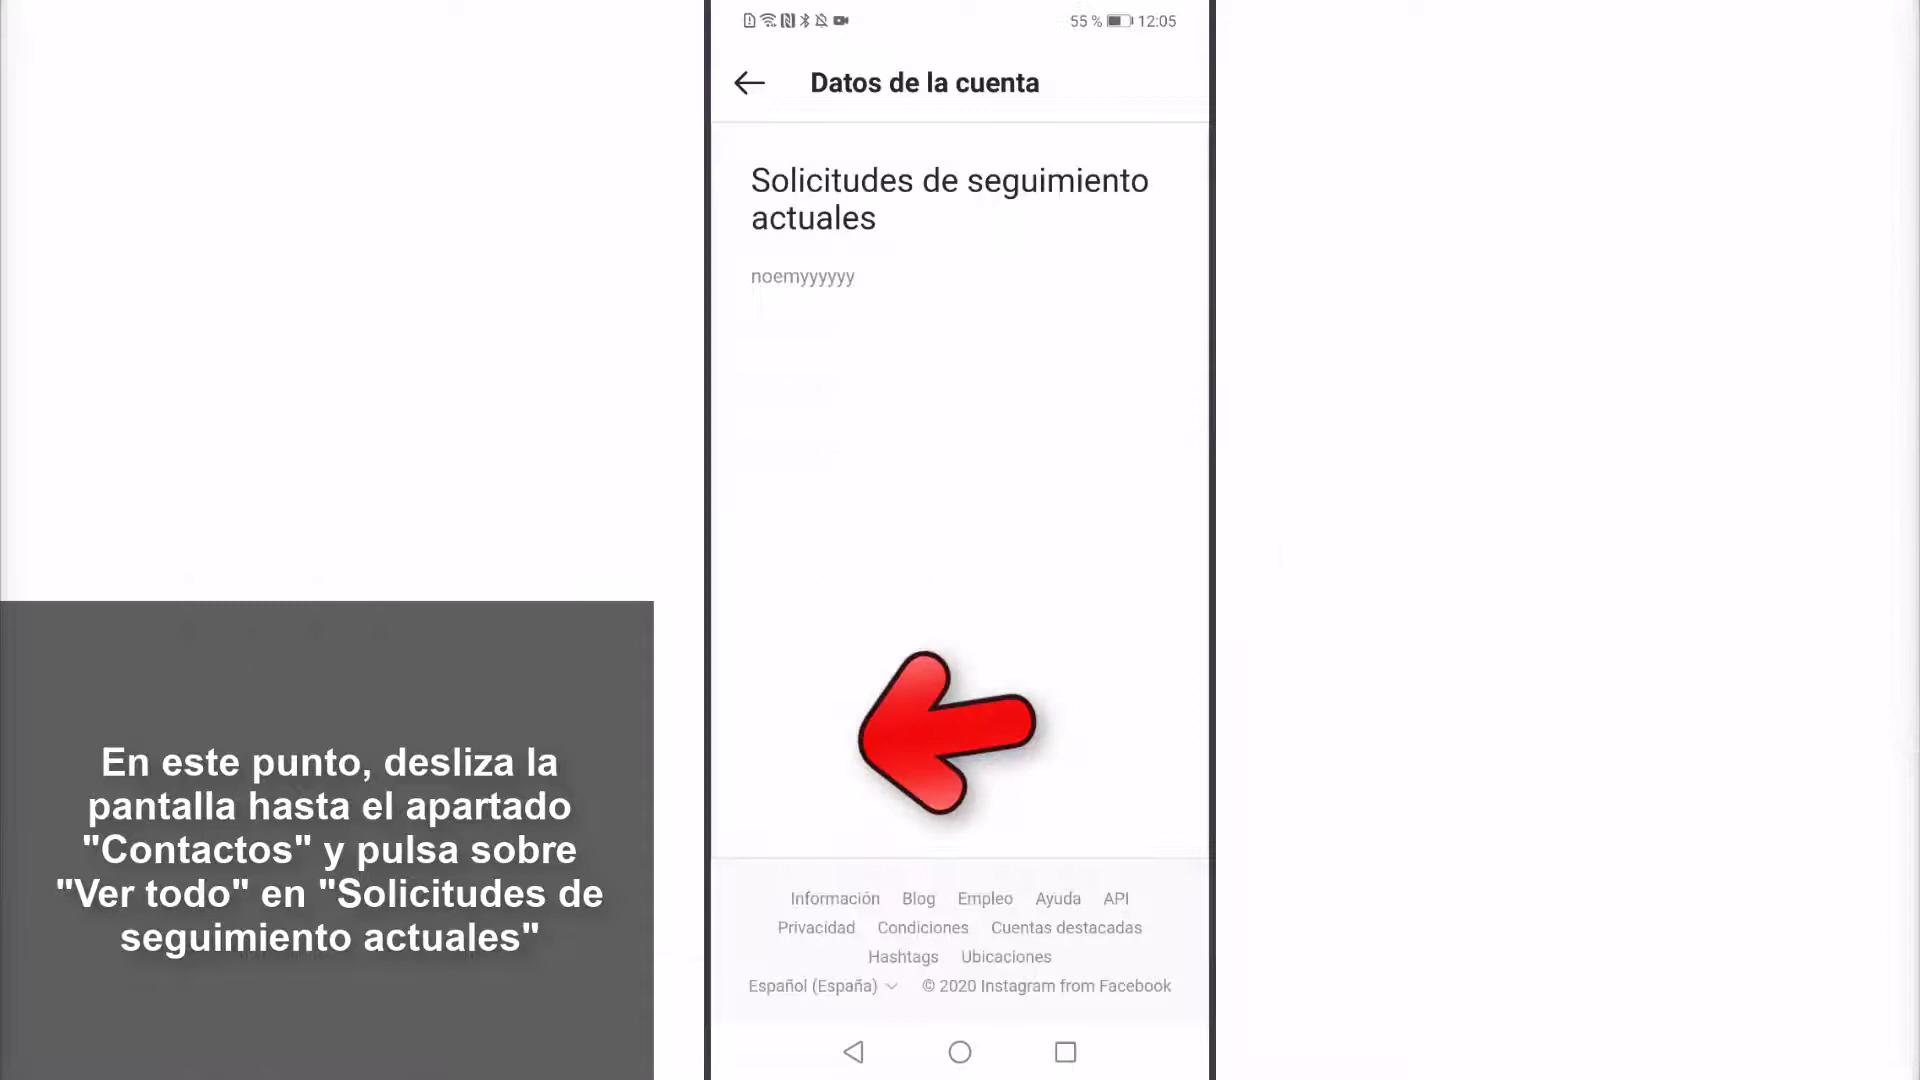 55 % 12:05
Datos de la cuenta
Solicitudes de seguimiento
actuales
noemyyyyyy
En este punto, desliza la
pantalla hasta el apartado
"Contactos" y pulsa sobre
"Ver todo" en "Solicitudes de
seguimiento actuales"
Información Blog Empleo Ayuda API
Privacidad Condiciones Cuentas destacadas
Hashtags Ubicaciones
Español (España) © 2020 Instagram from Facebook